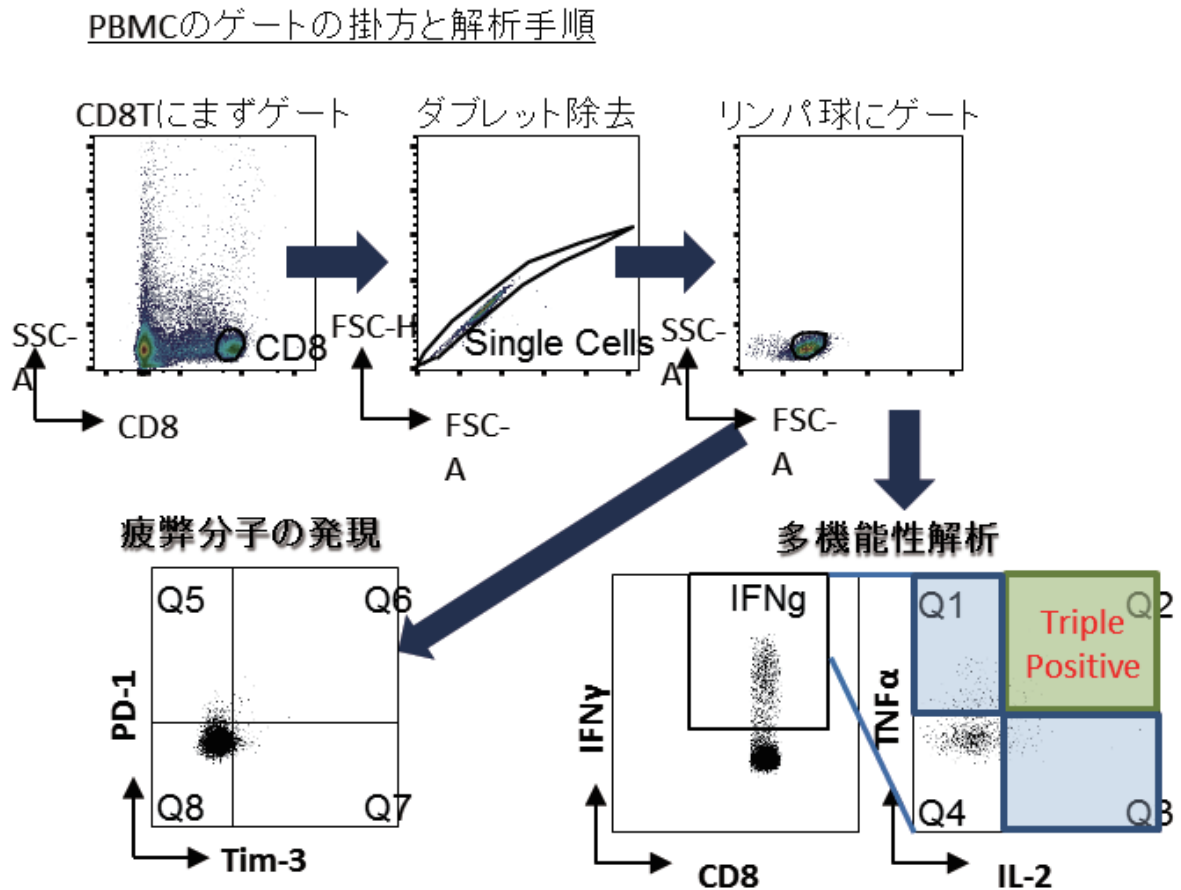 PBMCのゲートの掛方と解析手順
CD8Tにまずゲート
ダブレット除去
リンパ球にゲート
SSC-
A
CD8
CD8
FSC-H
Single Cells
FSC-
A
SSC-
A
FSC-
A
疲弊分子の発現
多機能性解析
Q5
Q6
PD-1
Q8
Q7
Tim-3
IFNg
IFNγ
CD8
Q1
Q2
Triple
Positive
TNFα
Q4
Q3
IL-2